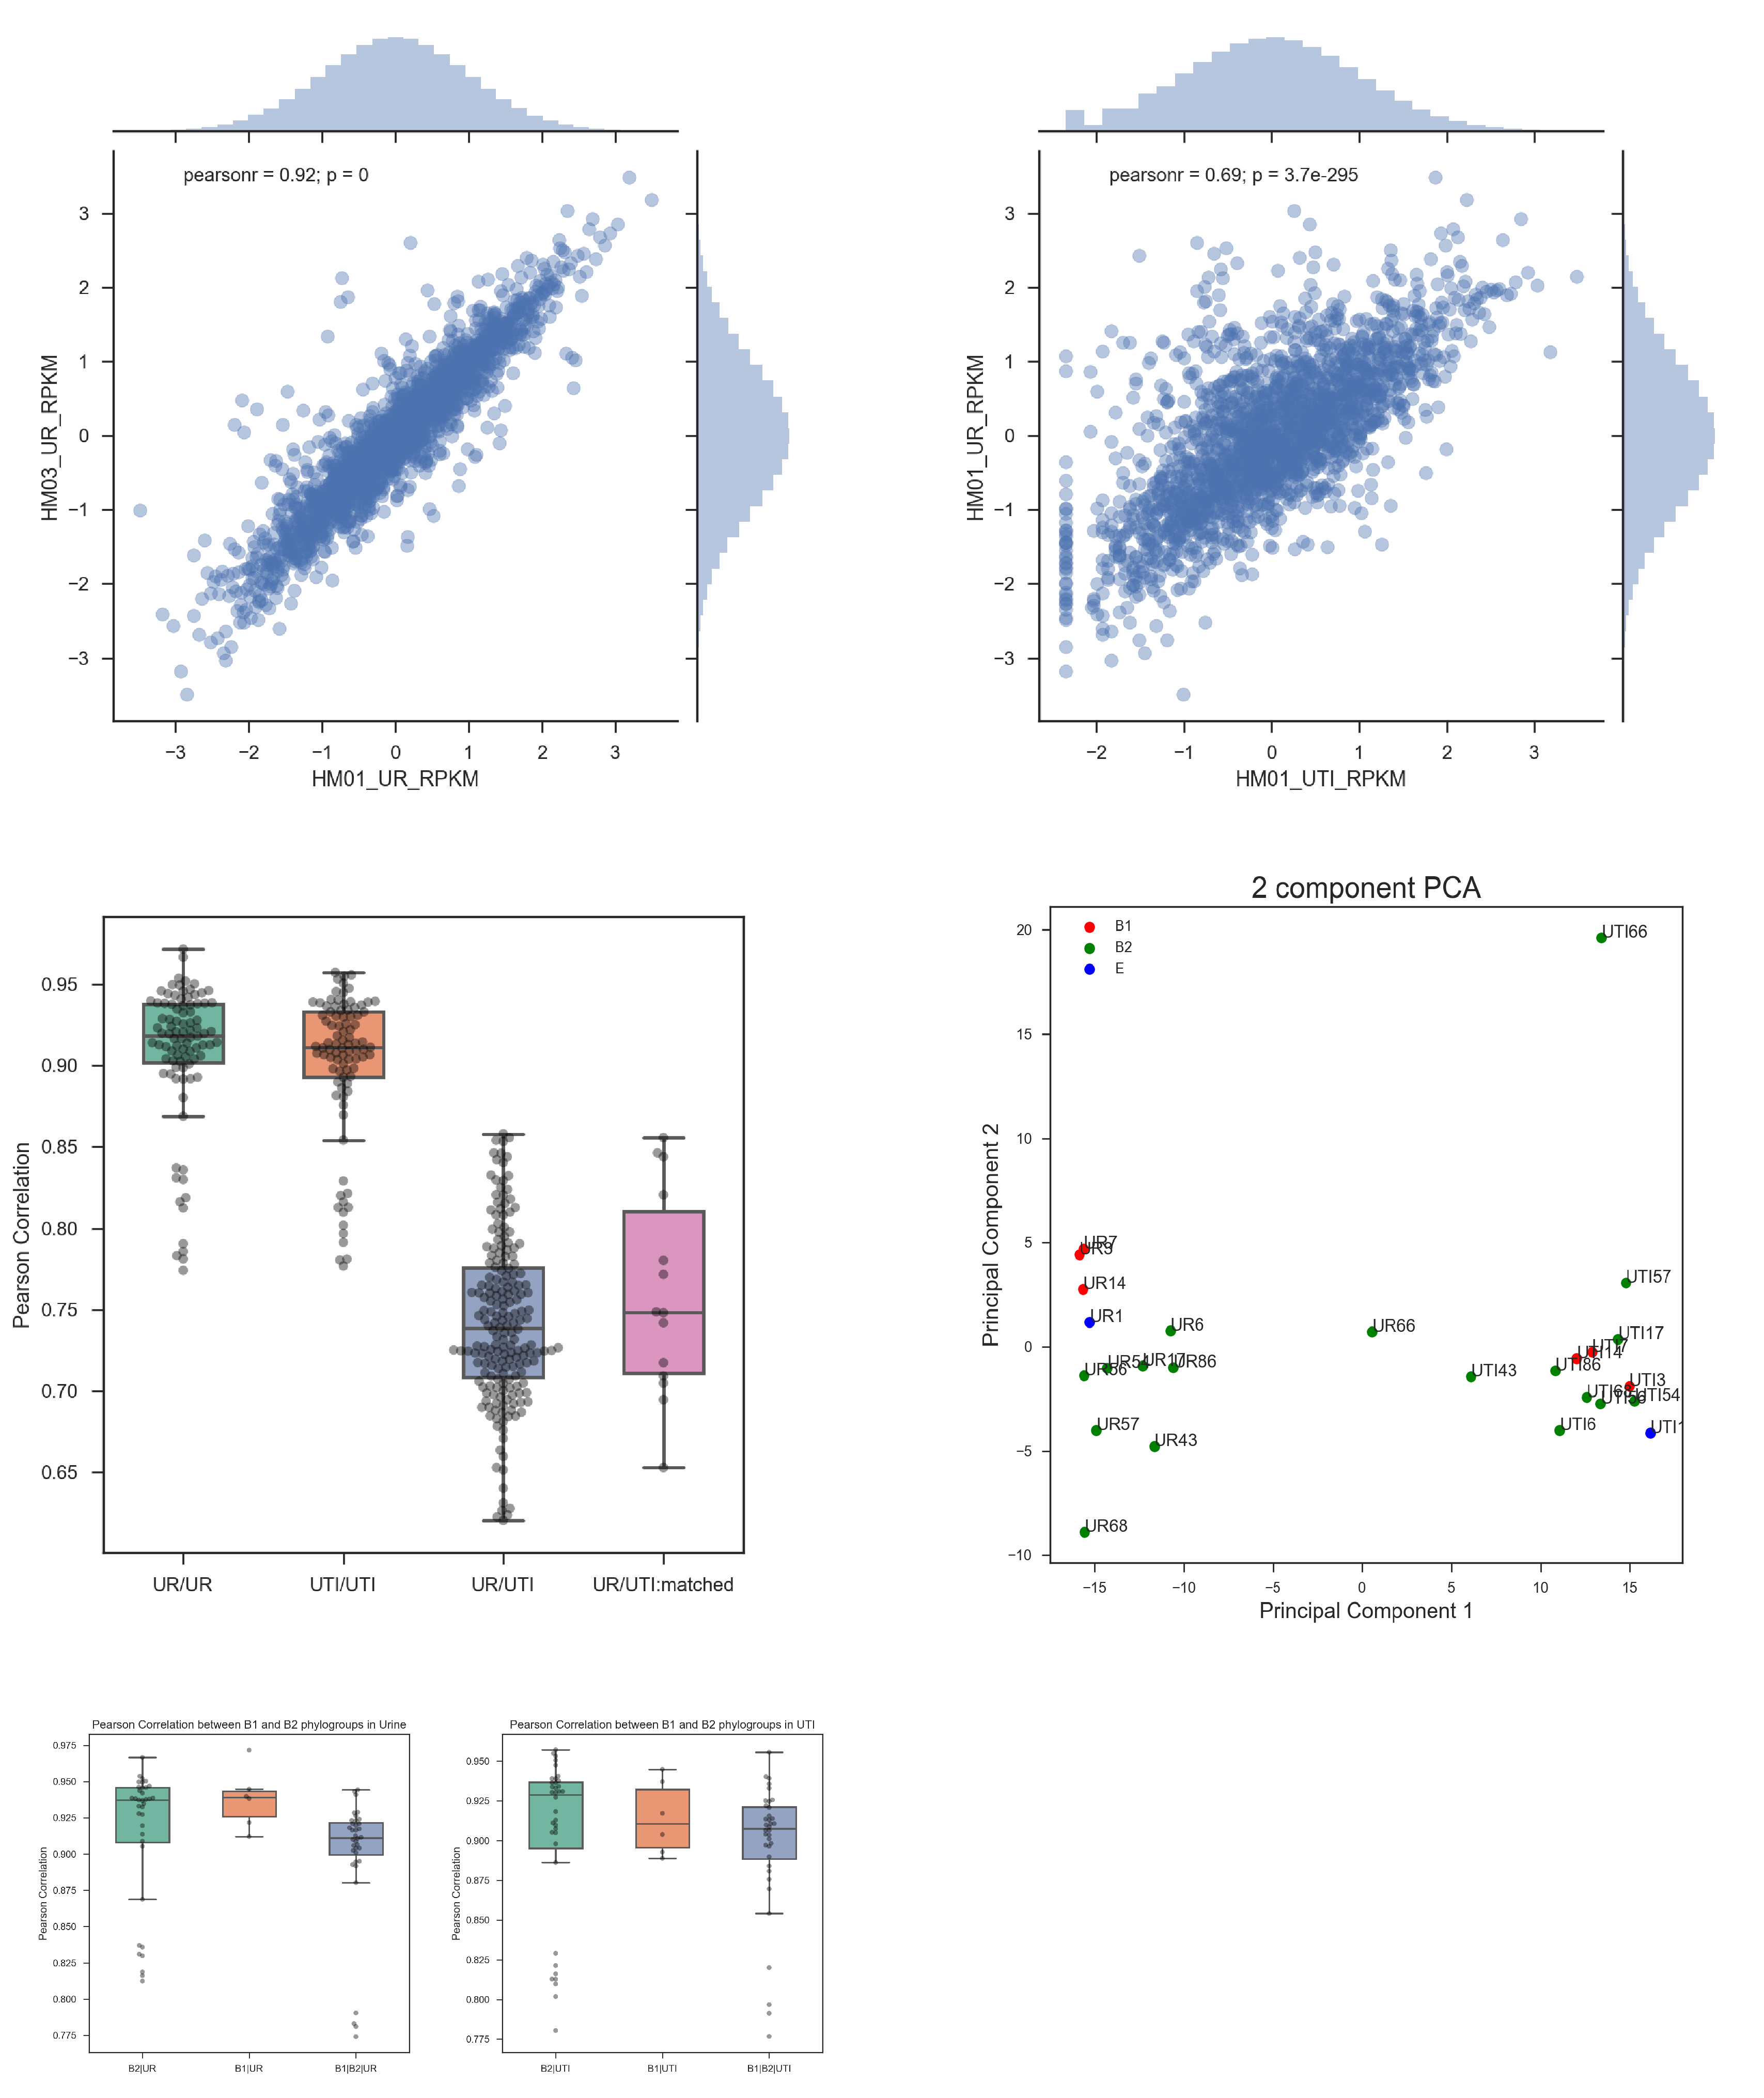 pearsonr = 0.92; p = 0
3
2
1
0
−1
−2
−3
HM03_UR_RPKM
−3 −2 −1 0 1 2 3
HM01_UR_RPKM
pearsonr = 0.69; p = 3.7e-295
3
2
1
0
−1
−2
−3
HM01_UR_RPKM
−2 −1 0 1 2 3
HM01_UTI_RPKM
0.95
0.90
0.85
0.80
0.75
0.70
0.65
Pearson Correlation
UR/UR UTI/UTI UR/UTI UR/UTI:matched
2 component PCA
B1
B2
E
20
15
10
5
0
−5
−10
Principal Component 2
UTI66
UR7
UR3
UR14
UR1
UR6
UR66
UTI57
UTI17
UTI7
UTI14
UTI86
UR54
UR17
UR86
UR56
UTI43
UTI3
UTI56
UTI54
UTI6
UTI1
UR57
UR43
UR68
−15 −10 −5 0 5 10 15
Principal Component 1
Pearson Correlation between B1 and B2 phylogroups in Urine
0.975
0.950
0.925
0.900
0.875
0.850
0.825
0.800
0.775
Pearson Correlation
B2|UR B1|UR B1|B2|UR
Pearson Correlation between B1 and B2 phylogroups in UTI
0.950
0.925
0.900
0.875
0.850
0.825
0.800
0.775
Pearson Correlation
B2|UTI B1|UTI B1|B2|UTI